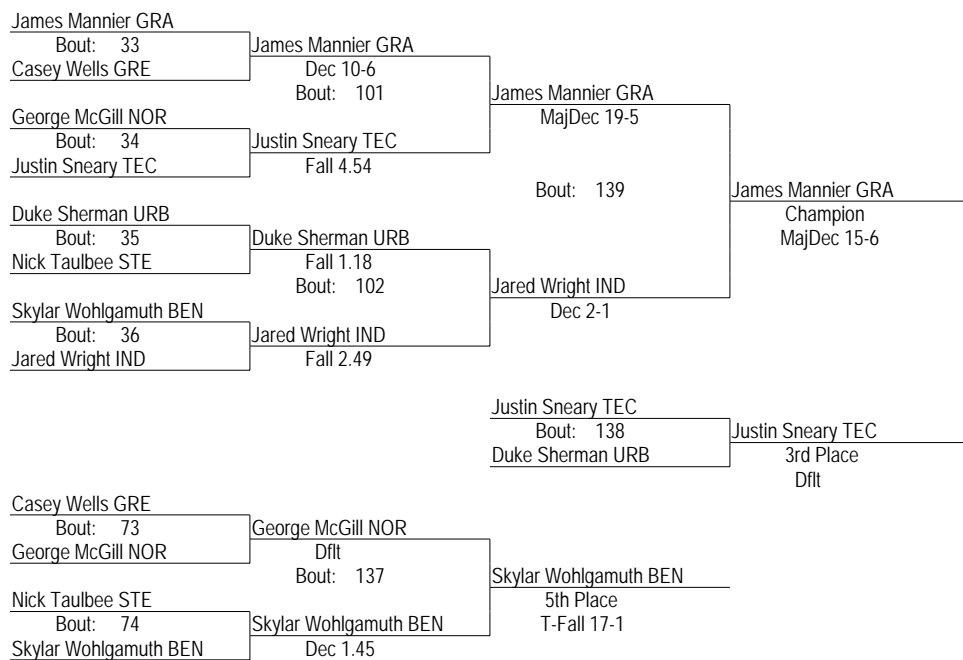 James Mannier GRA
Bout: 33
Casey Wells GRE
James Mannier GRA
Dec 10-6
Bout: 101
George McGill NOR
Bout: 34
Justin Sneary TEC
Justin Sneary TEC
Fall 4.54
James Mannier GRA
MajDec 19-5
Bout: 139
Duke Sherman URB
Bout: 35
Nick Taulbee STE
Duke Sherman URB
Fall 1.18
Bout: 102
Skylar Wohlgamuth BEN
Bout: 36
Jared Wright IND
Jared Wright IND
Fall 2.49
Jared Wright IND
Dec 2-1
James Mannier GRA
Champion
MajDec 15-6
Justin Sneary TEC
Bout: 138
Duke Sherman URB
Justin Sneary TEC
3rd Place
Dflt
Casey Wells GRE
Bout: 73
George McGill NOR
George McGill NOR
Dflt
Bout: 137
Nick Taulbee STE
Bout: 74
Skylar Wohlgamuth BEN
Skylar Wohlgamuth BEN
Dec 1.45
Skylar Wohlgamuth BEN
5th Place
T-Fall 17-1